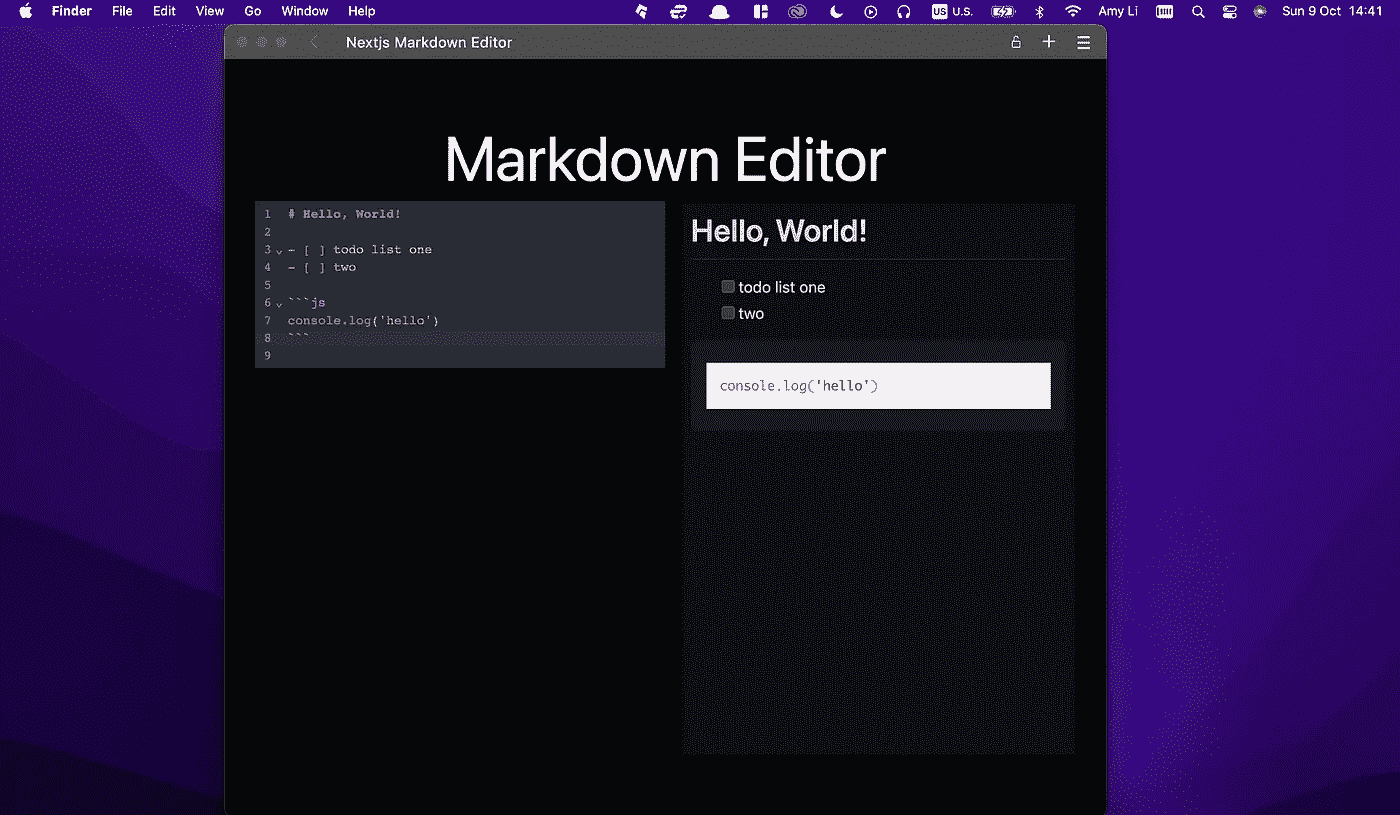 Finder File Edit View Go Window Help US U.S. Amy Li Sun 9 Oct 14:41
Nextjs Markdown Editor
Markdown Editor
1 # Hello, World!
2
3 - [ ] todo list one
4 - [ ] two
5
6 ```js
7 console.log('hello')
8 ```
9
Hello, World!
todo list one
two
console.log('hello')